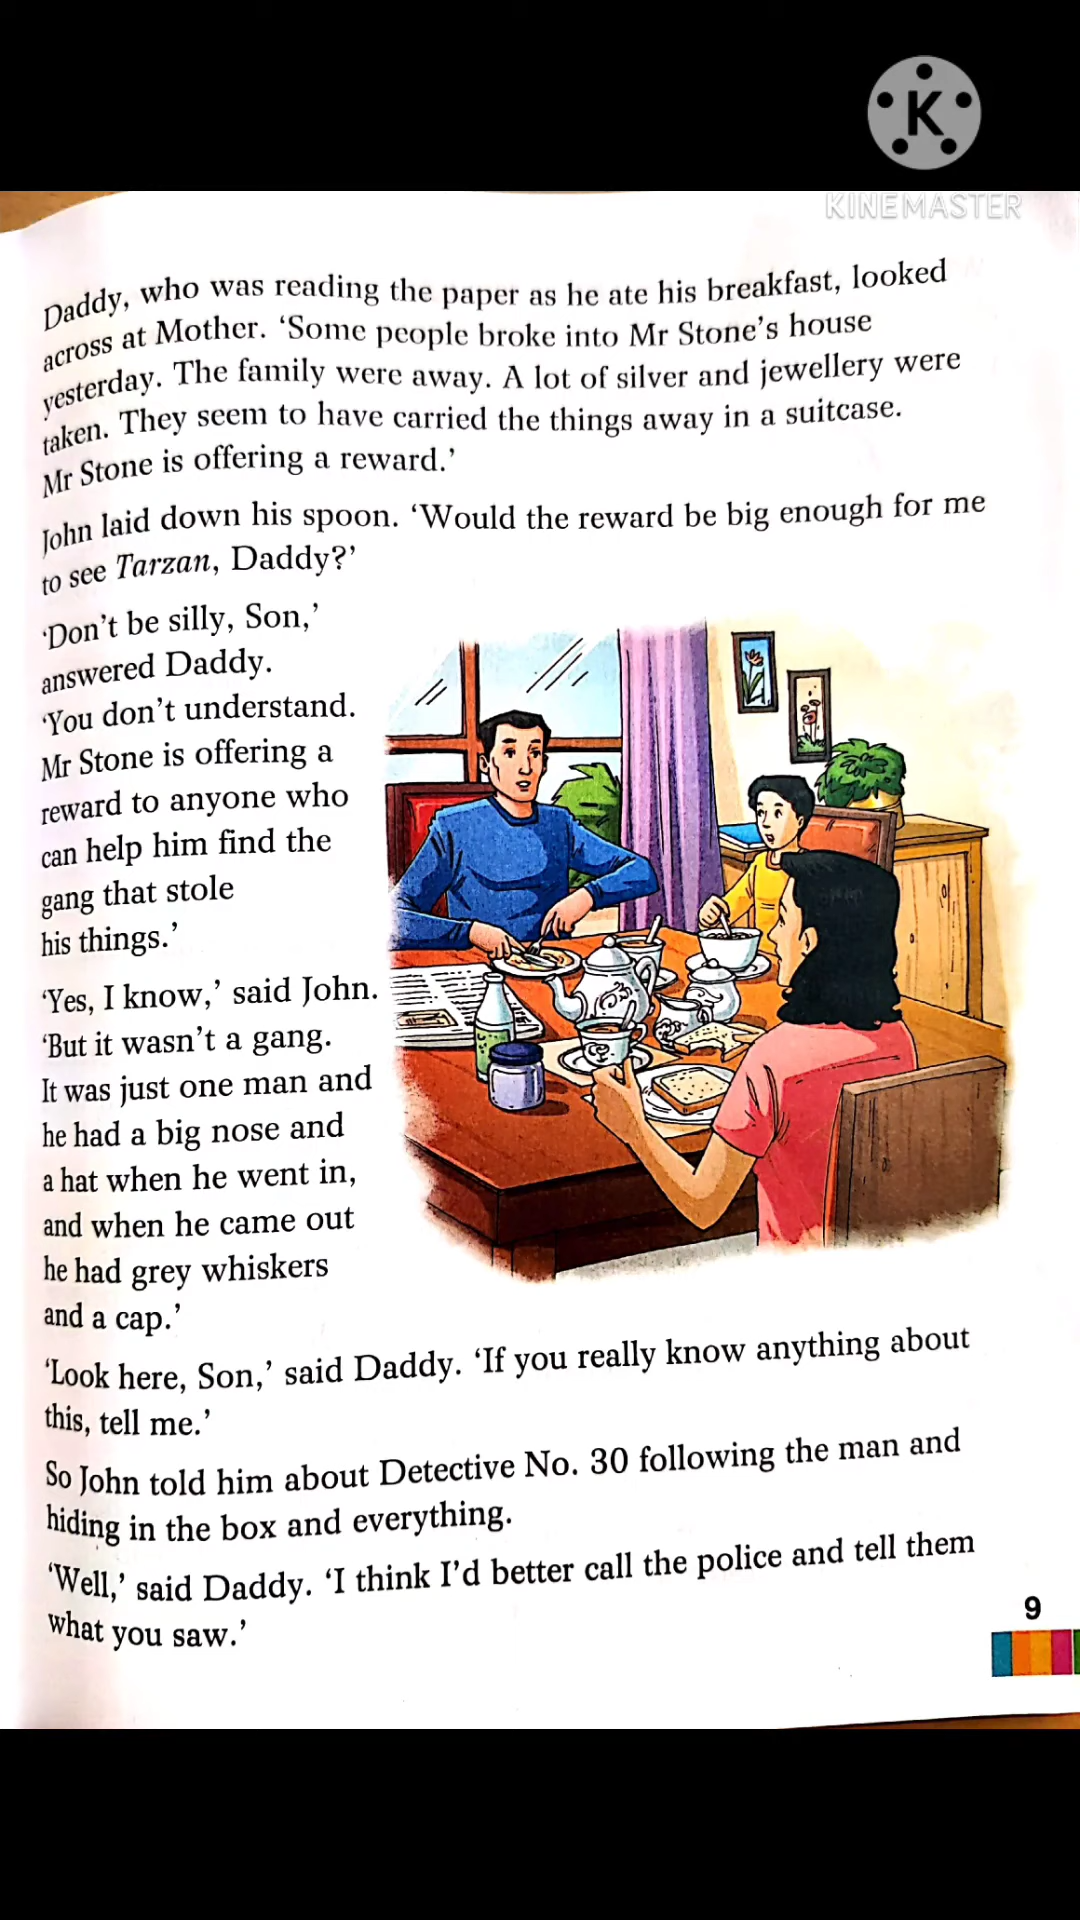 K
KINEMASTER
Daddy, who was reading the paper as he ate his breakfast, looked
across at Mother. ‘Some people broke into Mr Stone’s house
yesterday. The family were away. A lot of silver and jewellery were
taken. They seem to have carried the things away in a suitcase.
Mr Stone is offering a reward.’
John laid down his spoon. ‘Would the reward be big enough for me
to see Tarzan, Daddy?’
‘Don’t be silly, Son,’
answered Daddy.
‘You don’t understand.
Mr Stone is offering a
reward to anyone who
can help him find the
gang that stole
his things.’
‘Yes, I know,’ said John.
‘But it wasn’t a gang.
It was just one man and
he had a big nose and
a hat when he went in,
and when he came out
he had grey whiskers
and a cap.’
‘Look here, Son,’ said Daddy. ‘If you really know anything about
this, tell me.’
So John told him about Detective No. 30 following the man and
hiding in the box and everything.
‘Well,’ said Daddy. ‘I think I’d better call the police and tell them
what you saw.’
9